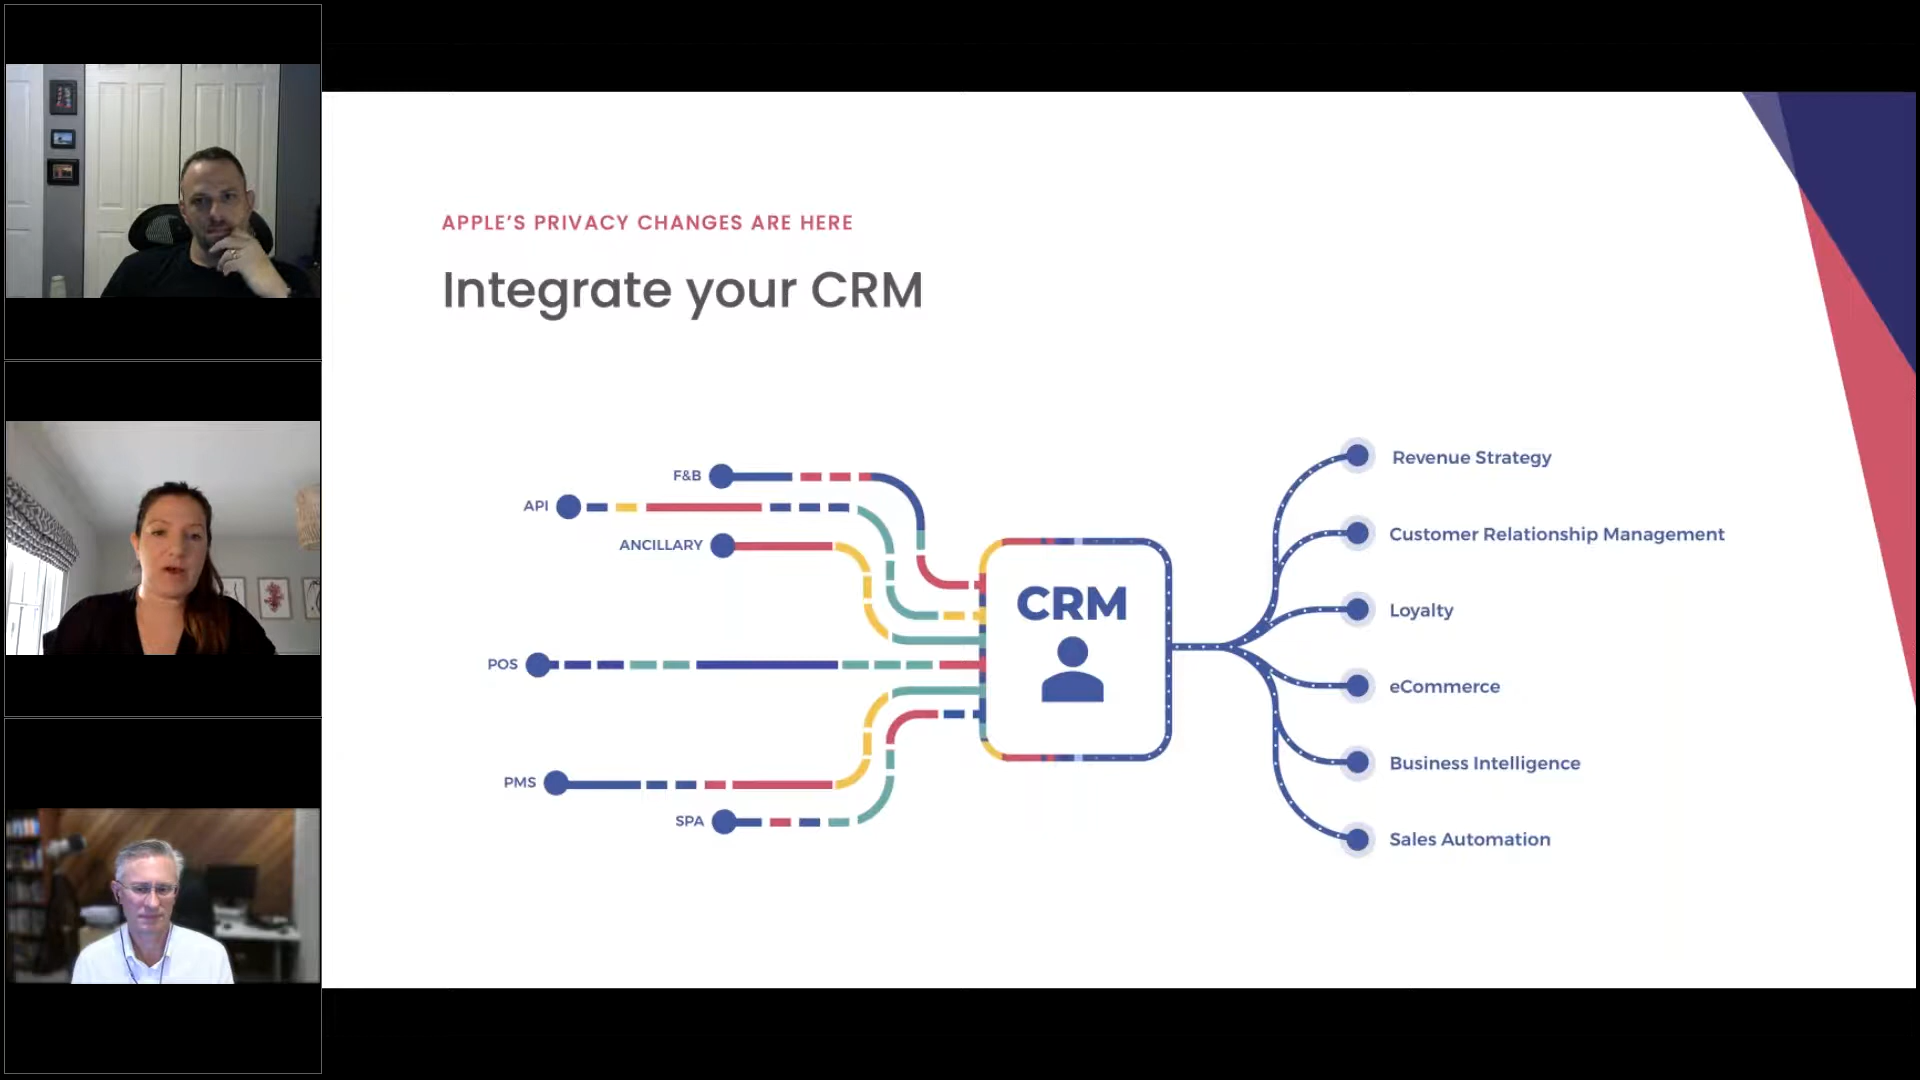 APPLE’S PRIVACY CHANGES ARE HERE
Integrate your CRM
F&B
API
ANCILLARY
POS
PMS
SPA
CRM
Revenue Strategy
Customer Relationship Management
Loyalty
eCommerce
Business Intelligence
Sales Automation